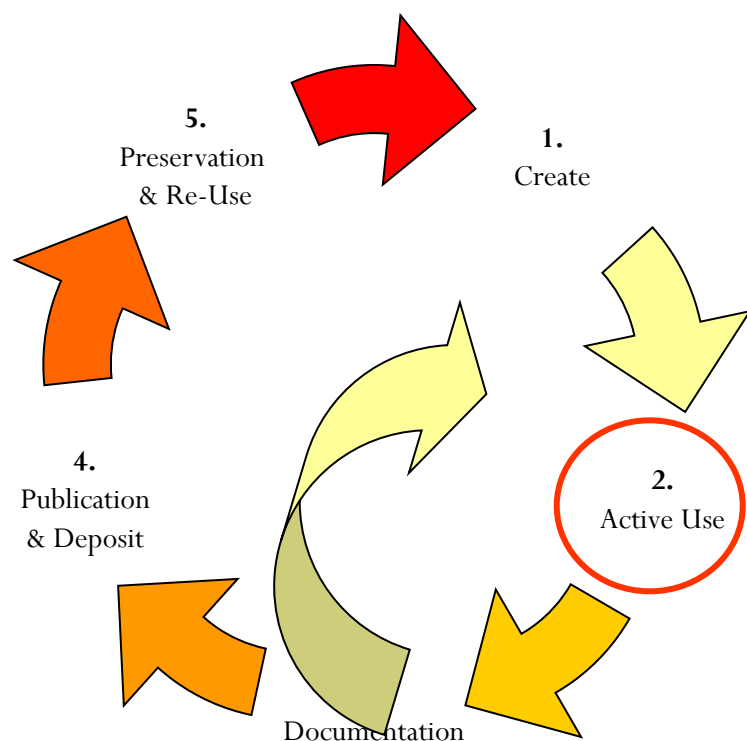 1.
Create
2.
Active Use
Documentation
4.
Publication
& Deposit
5.
Preservation
& Re-Use